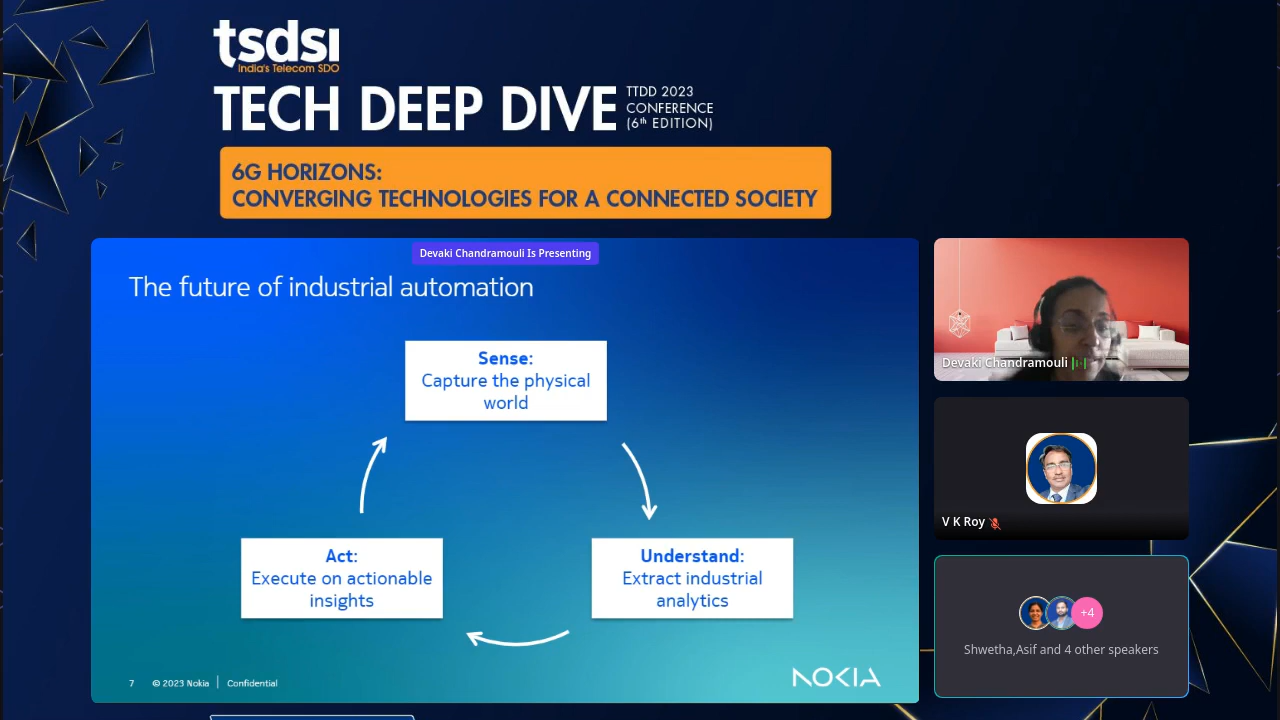 tsdsi
India's Telecom SDO
TECH DEEP DIVE
TTDD 2023
CONFERENCE
(6th EDITION)
6G HORIZONS:
CONVERGING TECHNOLOGIES FOR A CONNECTED SOCIETY
Devaki Chandramouli Is Presenting
The future of industrial automation
Sense:
Capture the physical
world
Act:
Execute on actionable
insights
Understand:
Extract industrial
analytics
7 © 2023 Nokia | Confidential
NOKIA
Devaki Chandramouli
V K Roy
+4
Shwetha,Asif and 4 other speakers